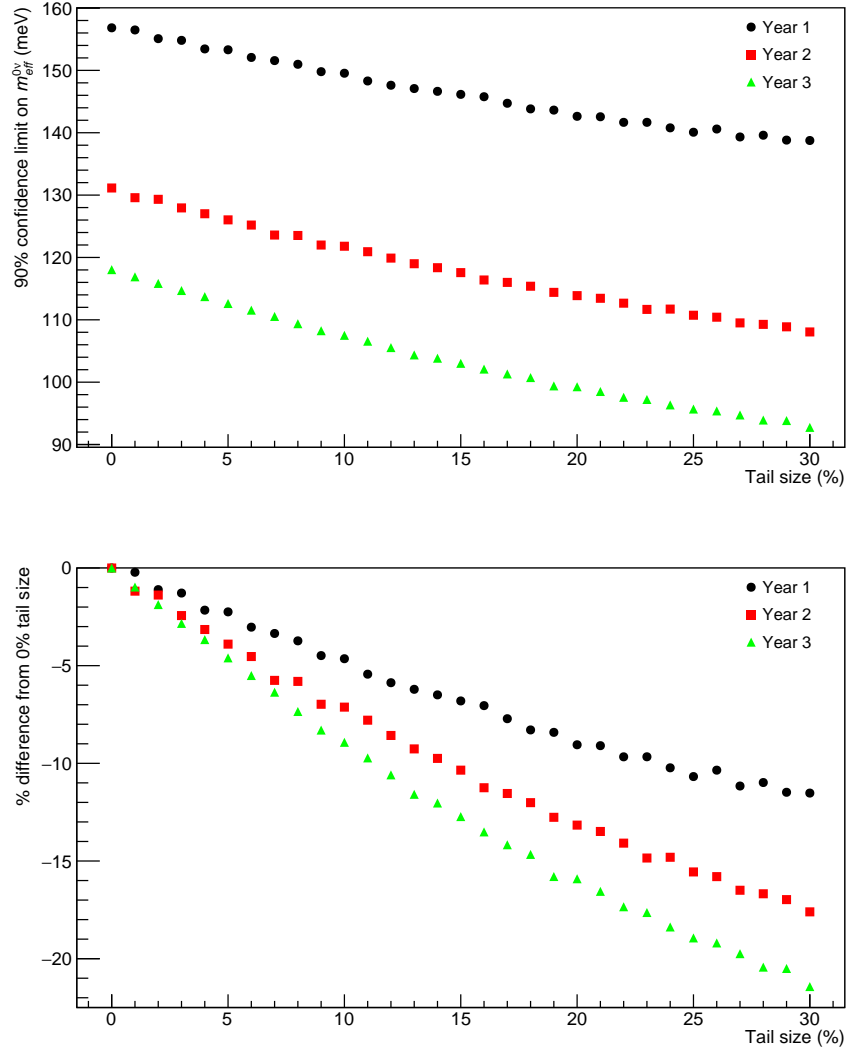 90% confidence limit on m_eff^0ν (meV)
160
150
140
130
120
110
100
90
Year 1
Year 2
Year 3
0 5 10 15 20 25 30
Tail size (%)
% difference from 0% tail size
0
−5
−10
−15
−20
Year 1
Year 2
Year 3
0 5 10 15 20 25 30
Tail size (%)